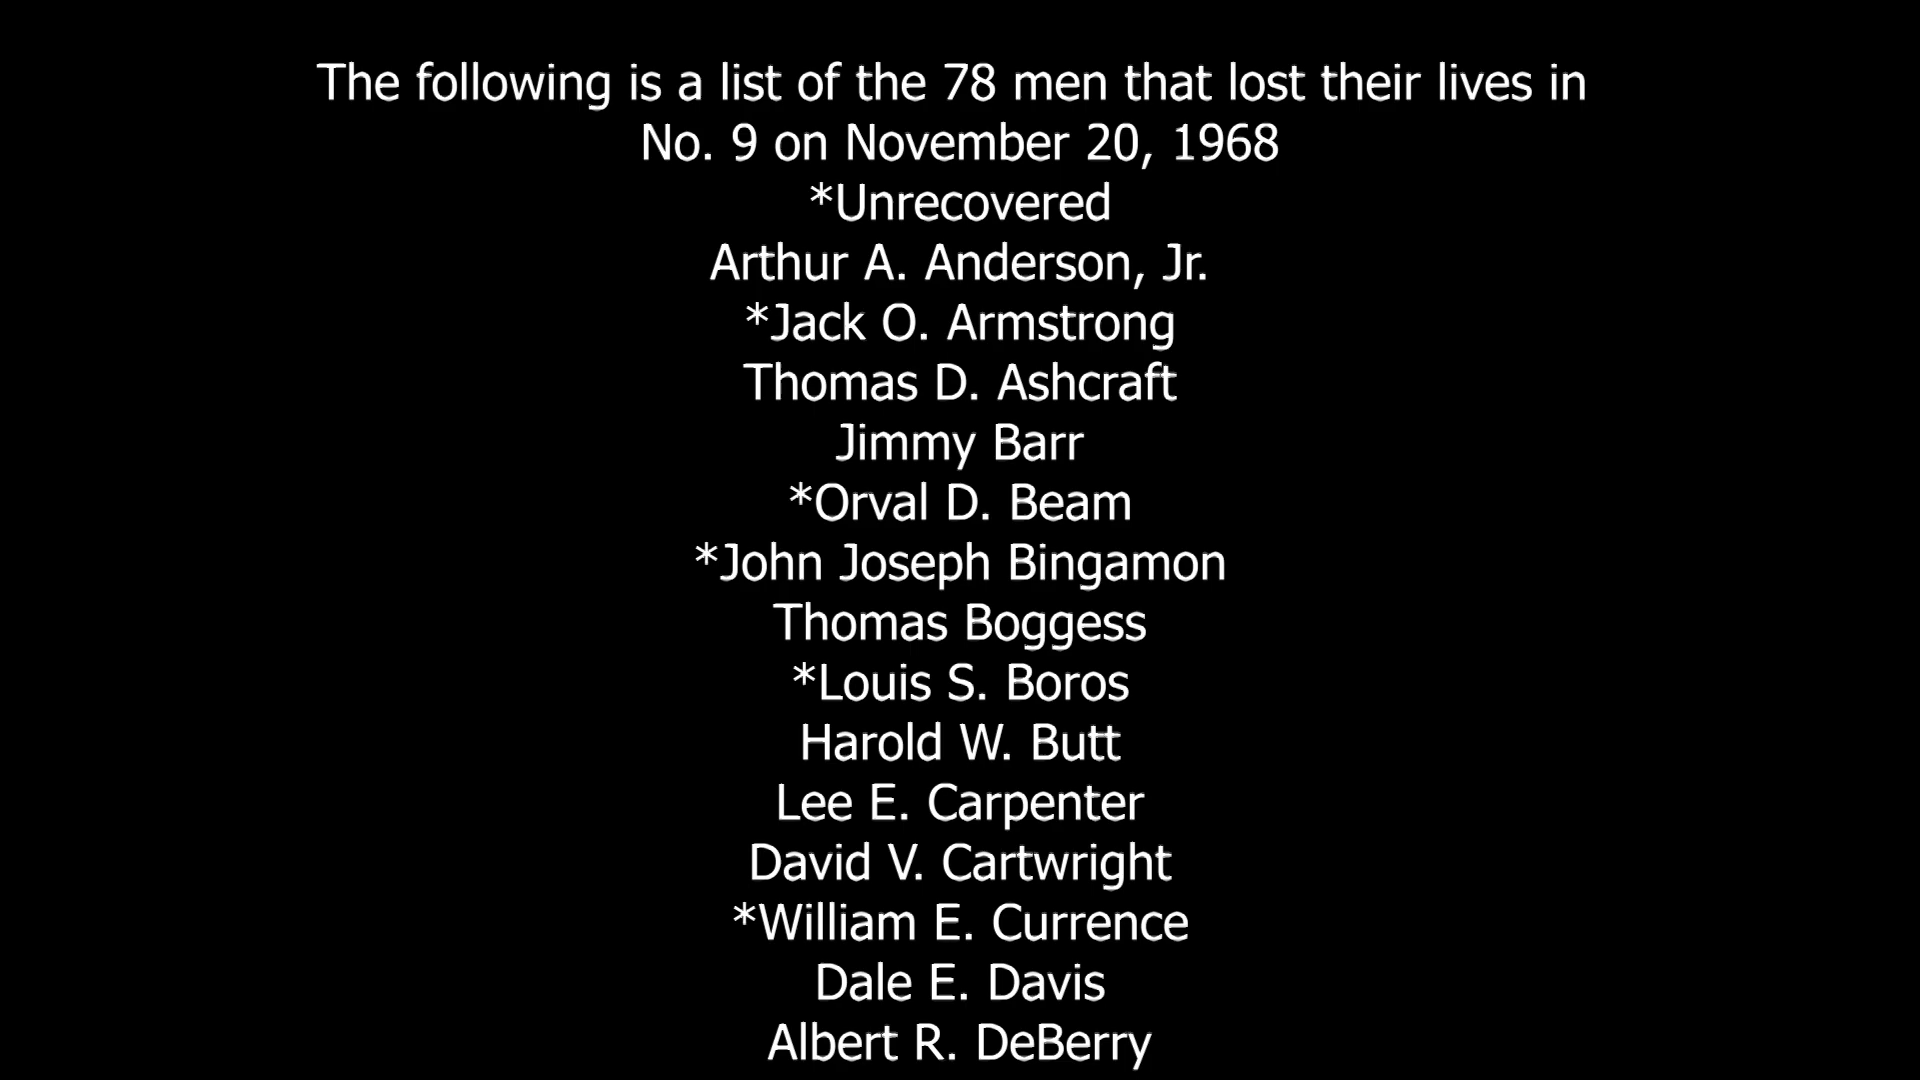 The following is a list of the 78 men that lost their lives in
No. 9 on November 20, 1968
*Unrecovered
Arthur A. Anderson, Jr.
*Jack O. Armstrong
Thomas D. Ashcraft
Jimmy Barr
*Orval D. Beam
*John Joseph Bingamon
Thomas Boggess
*Louis S. Boros
Harold W. Butt
Lee E. Carpenter
David V. Cartwright
*William E. Currence
Dale E. Davis
Albert R. DeBerry